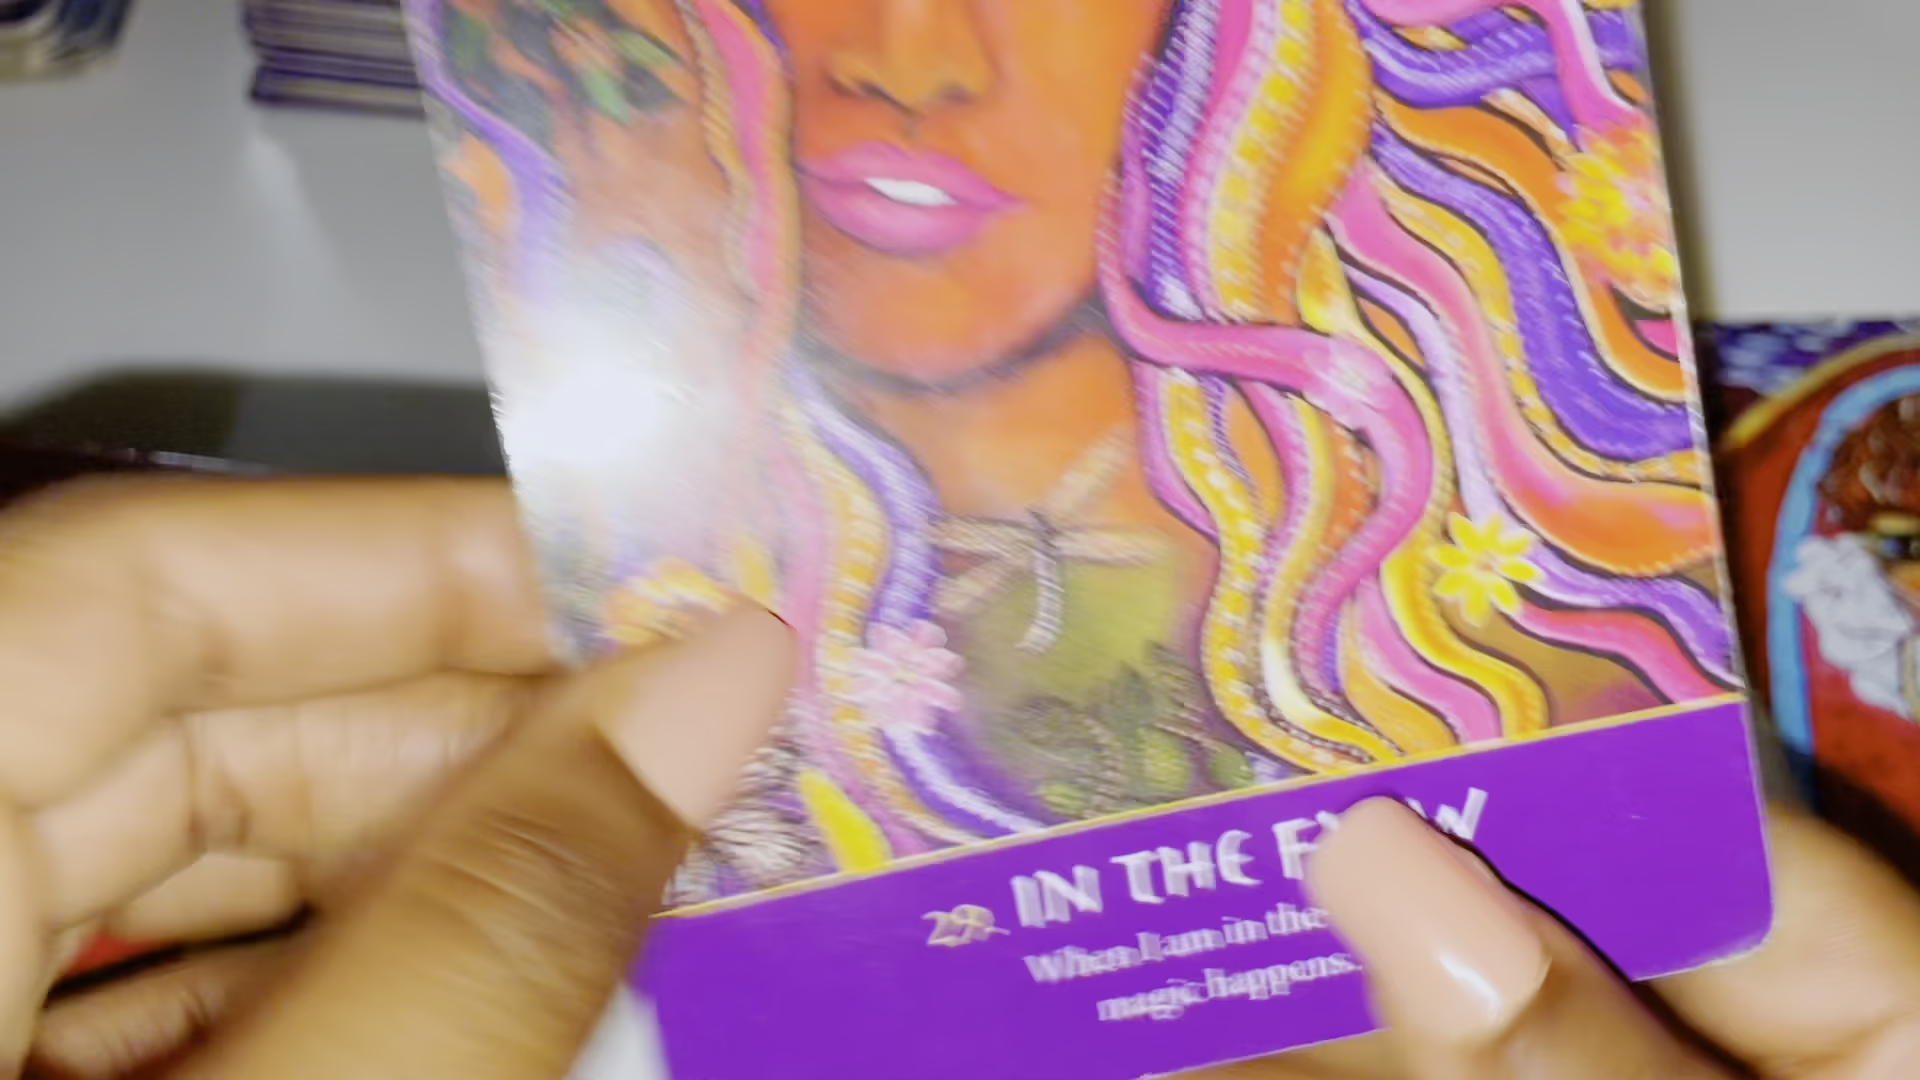 IN THE
When I am in the
magic happens.